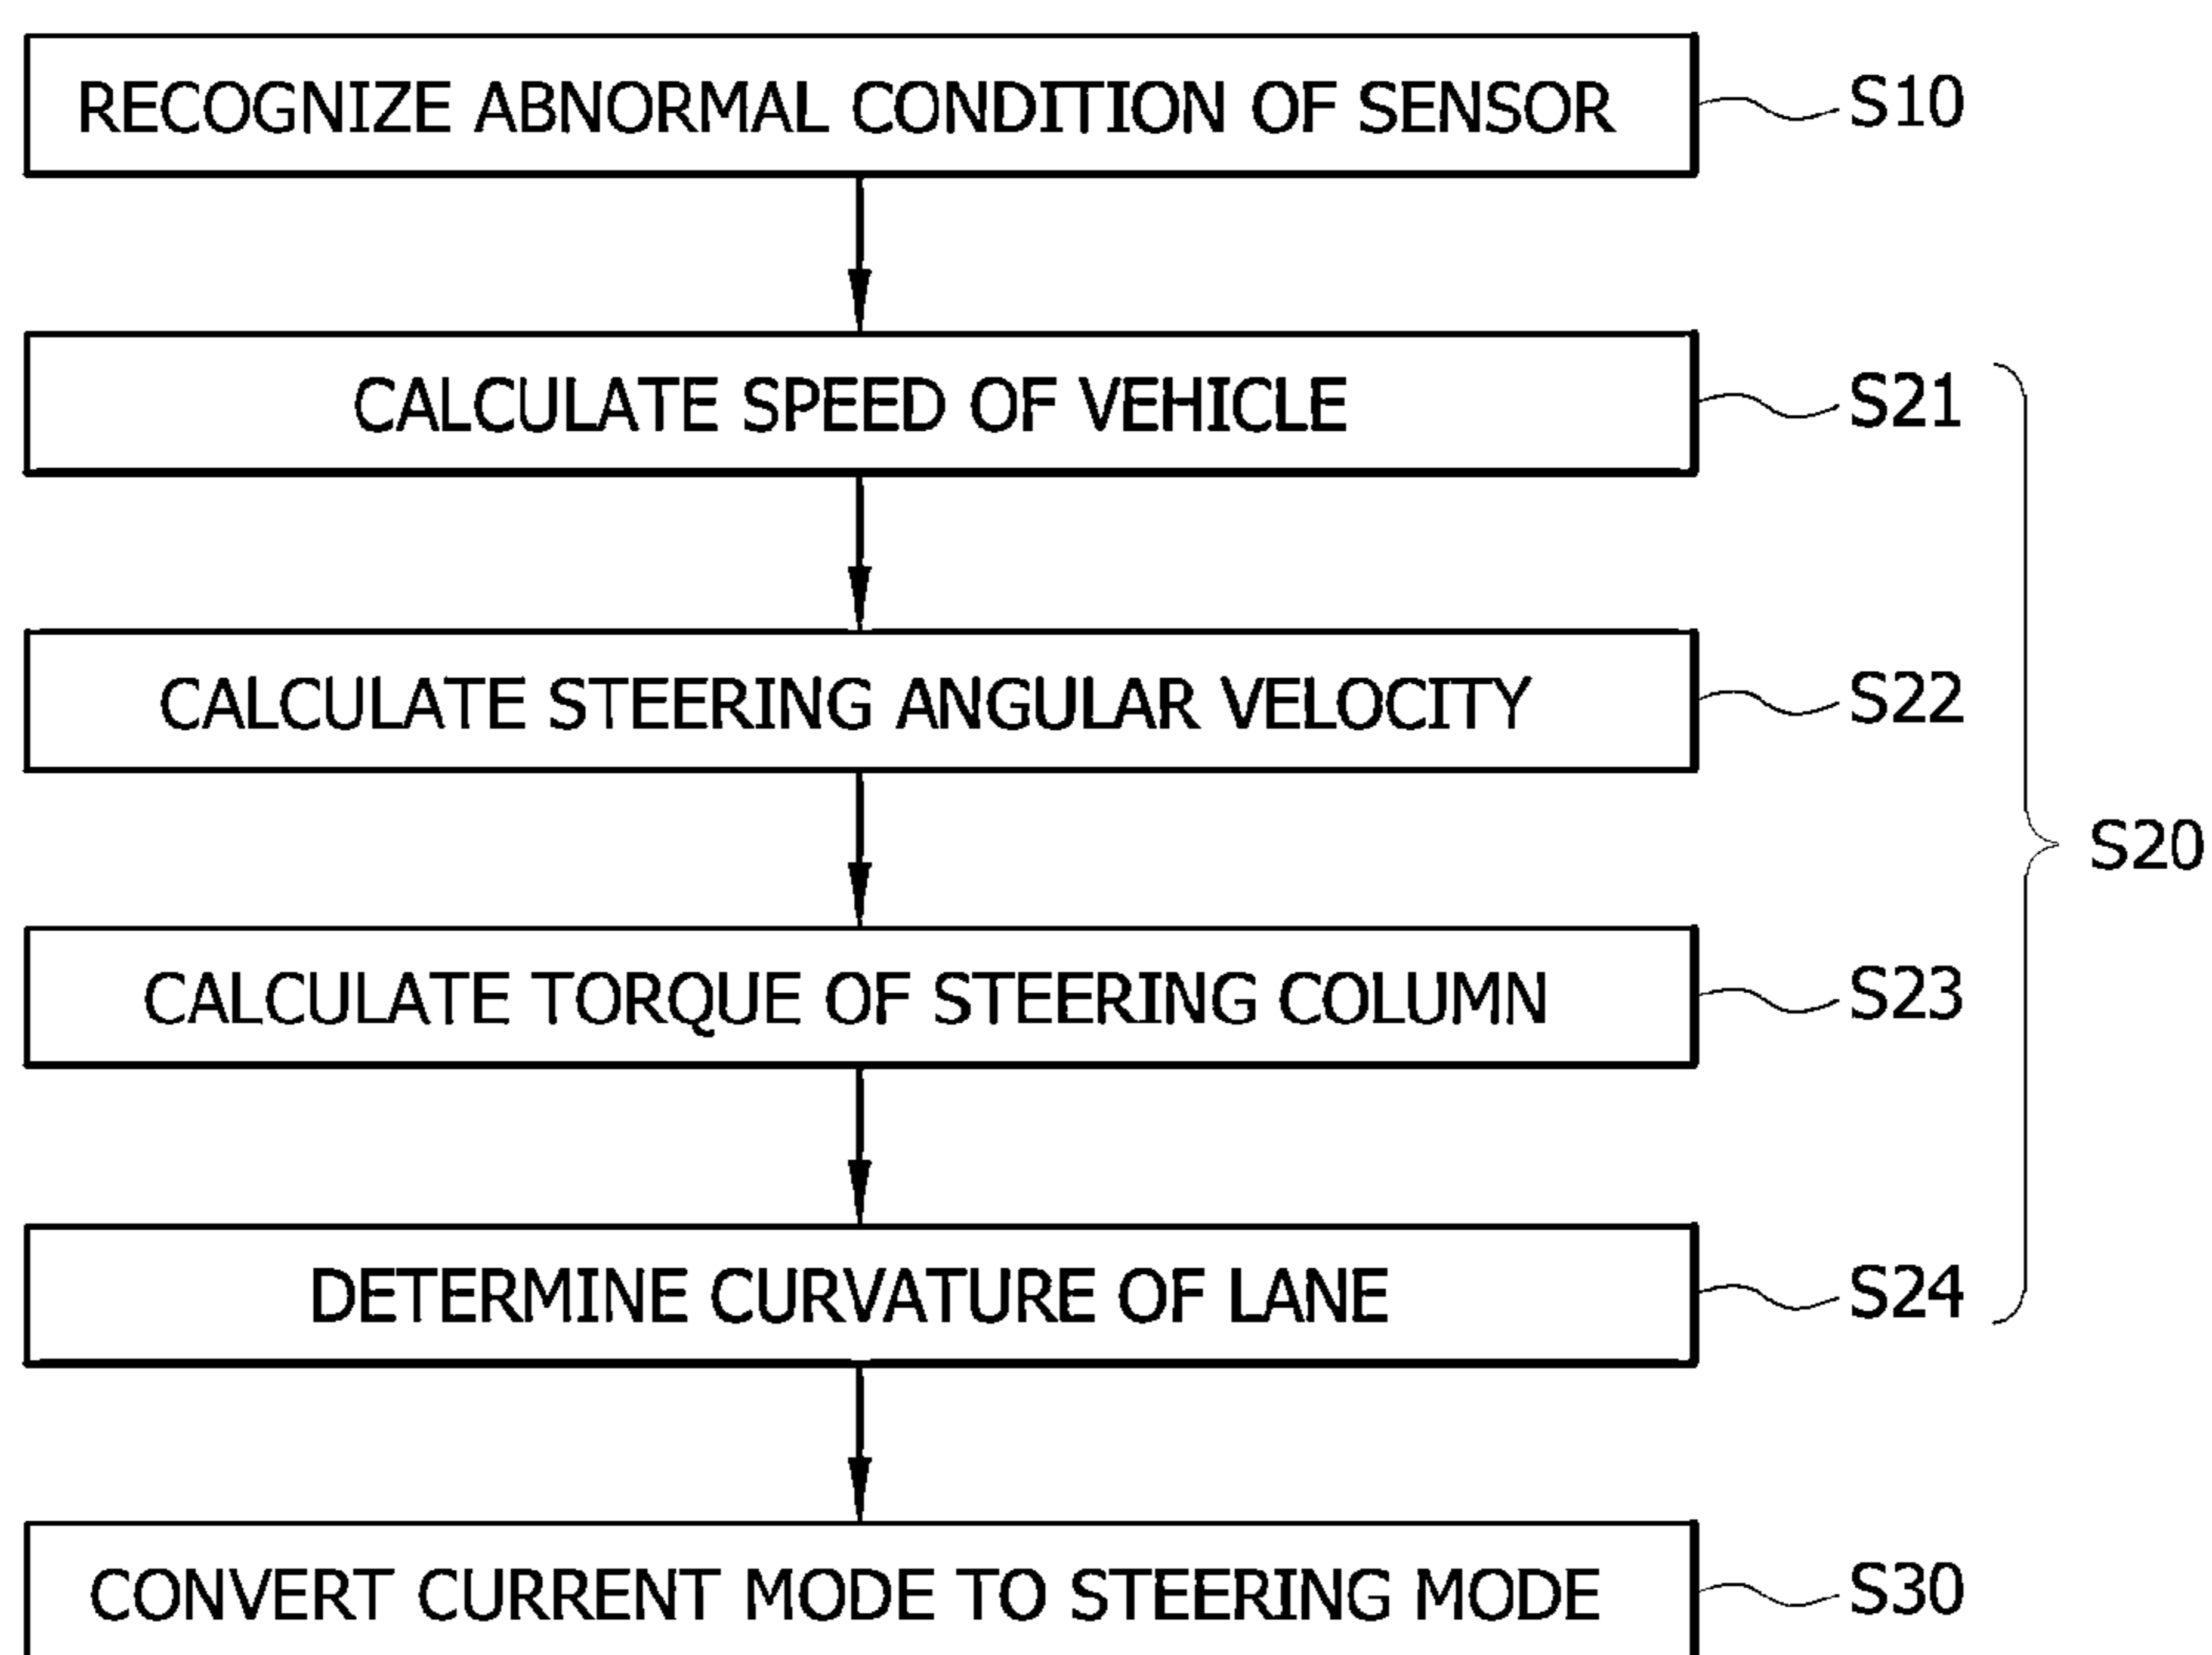 RECOGNIZE ABNORMAL CONDITION OF SENSOR S10
CALCULATE SPEED OF VEHICLE S21
CALCULATE STEERING ANGULAR VELOCITY S22
S20
CALCULATE TORQUE OF STEERING COLUMN S23
DETERMINE CURVATURE OF LANE S24
CONVERT CURRENT MODE TO STEERING MODE S30